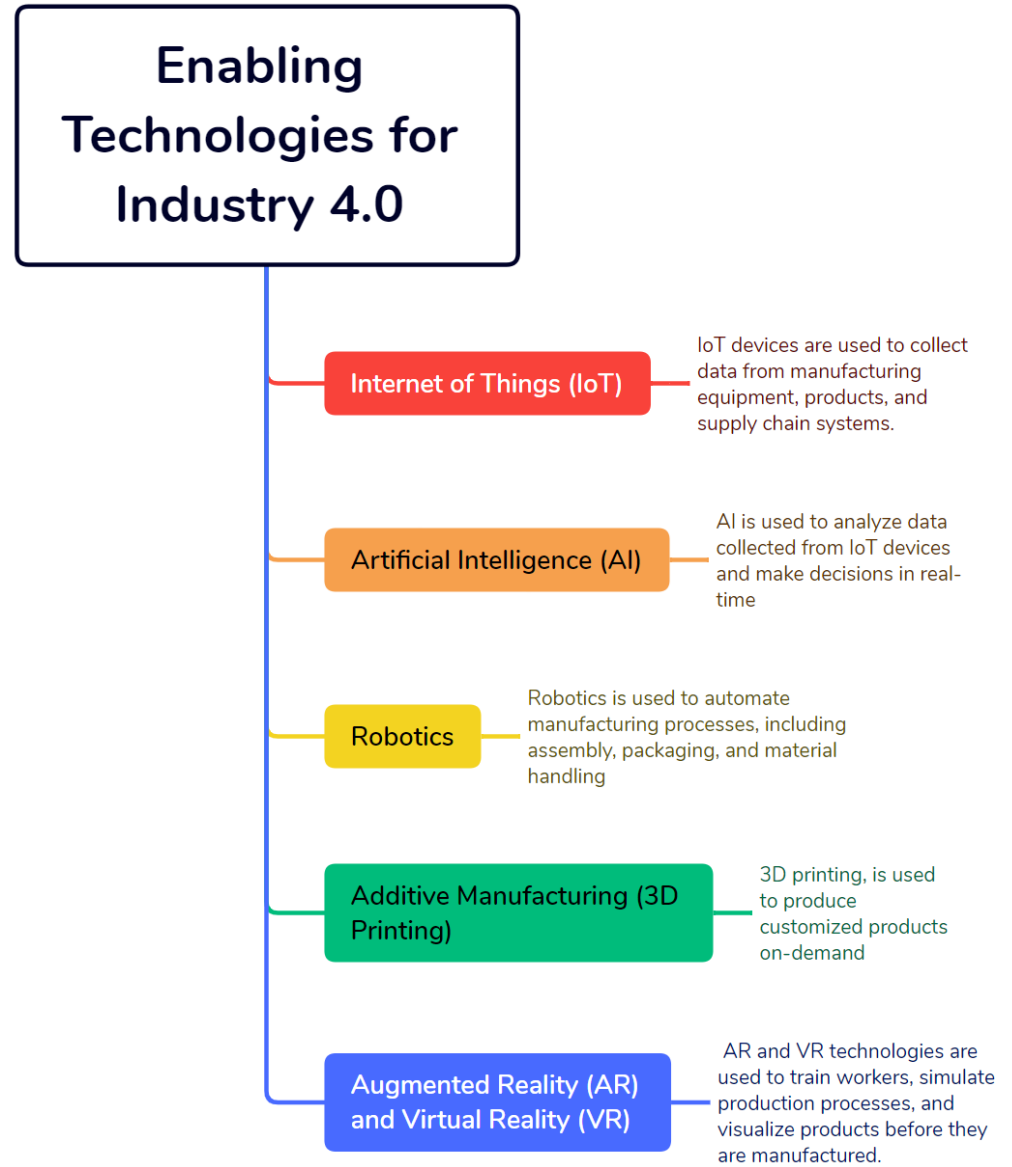 Enabling
Technologies for
Industry 4.0
Internet of Things (IoT)
IoT devices are used to collect
data from manufacturing
equipment, products, and
supply chain systems.
Artificial Intelligence (AI)
AI is used to analyze data
collected from IoT devices
and make decisions in real-
time
Robotics
Robotics is used to automate
manufacturing processes, including
assembly, packaging, and material
handling
Additive Manufacturing (3D
Printing)
3D printing, is used
to produce
customized products
on-demand
Augmented Reality (AR)
and Virtual Reality (VR)
AR and VR technologies are
used to train workers, simulate
production processes, and
visualize products before they
are manufactured.